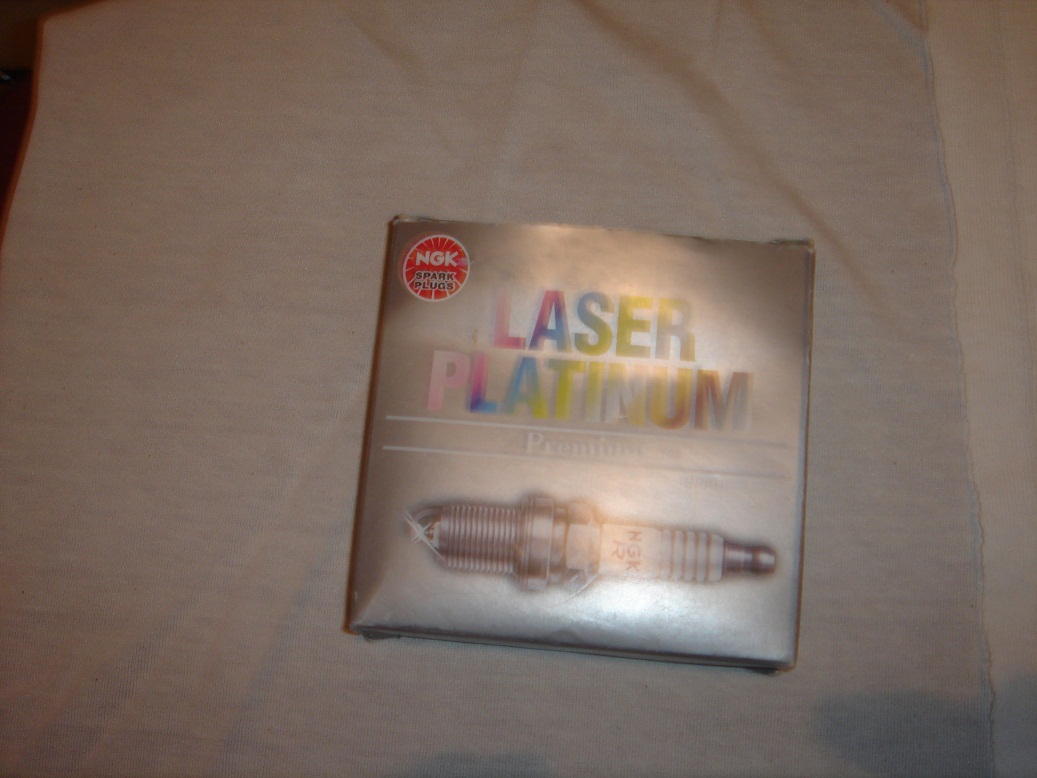 NGK
SPARK
PLUGS
LASER
PLATINUM
Premium
NGK
R